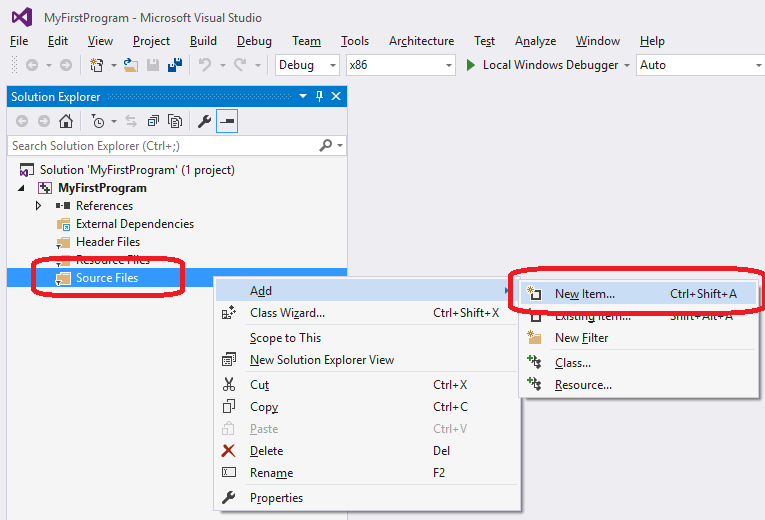 MyFirstProgram - Microsoft Visual Studio
File Edit View Project Build Debug Team Tools Architecture Test Analyze Window Help
Debug x86 Local Windows Debugger Auto
Solution Explorer
Search Solution Explorer (Ctrl+;)
Solution 'MyFirstProgram' (1 project)
MyFirstProgram
References
External Dependencies
Header Files
Resource Files
Source Files
Add
Class Wizard... Ctrl+Shift+X
Scope to This
New Solution Explorer View
Cut Ctrl+X
Copy Ctrl+C
Paste Ctrl+V
Delete Del
Rename F2
Properties
New Item... Ctrl+Shift+A
Existing Item... Shift+Alt+A
New Filter
Class...
Resource...